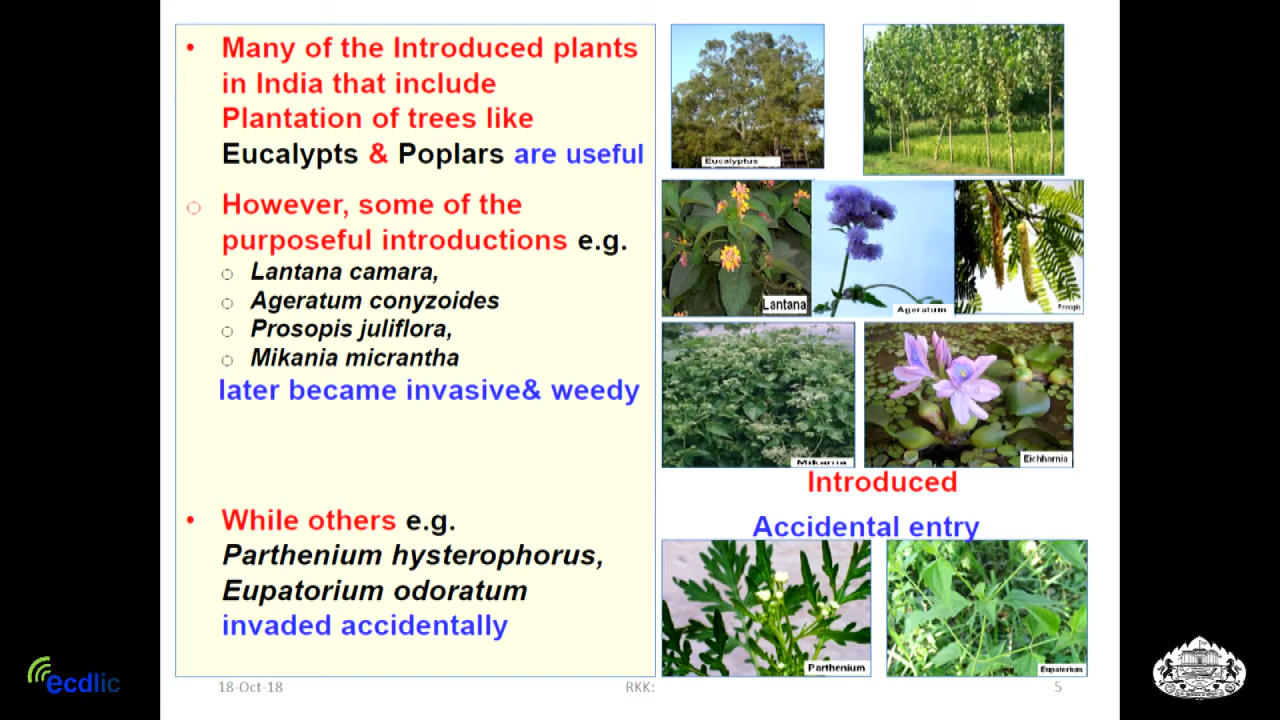 • Many of the Introduced plants
in India that include
Plantation of trees like
Eucalypts & Poplars are useful
○ However, some of the
purposeful introductions e.g.
○ Lantana camara,
○ Ageratum conyzoides
○ Prosopis juliflora,
○ Mikania micrantha
later became invasive& weedy
• While others e.g.
Parthenium hysterophorus,
Eupatorium odoratum
invaded accidentally
Eucalyptus
Lantana
Ageratum
Prosopis
Mikania
Eichhornia
Introduced
Accidental entry
Parthenium
Eupatorium
18-Oct-18
RKK:
5
ecdlic